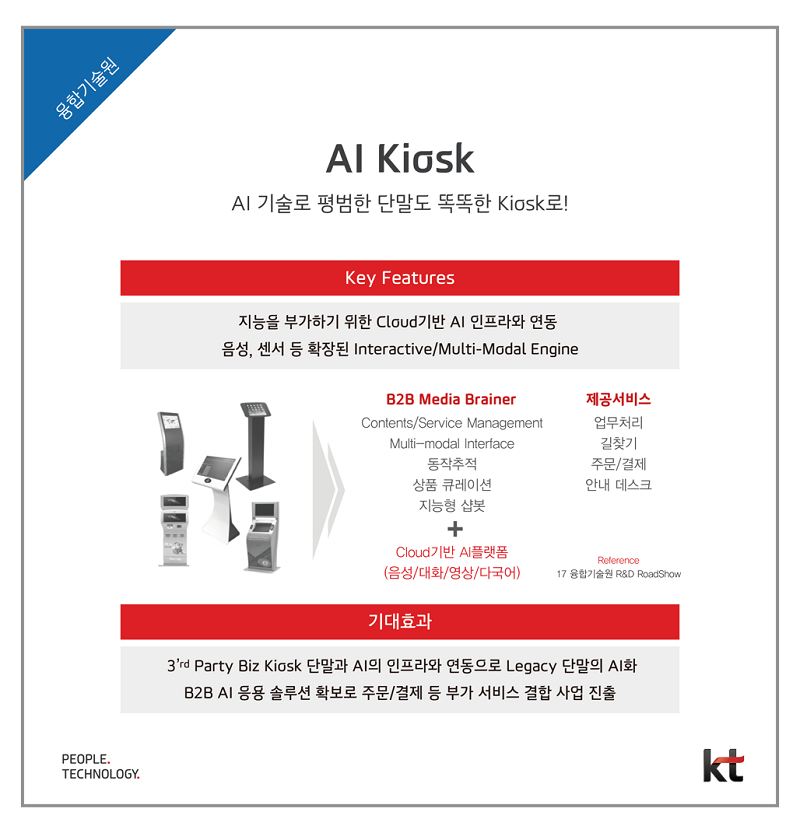 융합기술원
AI Kiosk
AI 기술로 평범한 단말도 똑똑한 Kiosk로!
Key Features
지능을 부가하기 위한 Cloud기반 AI 인프라와 연동
음성, 센서 등 확장된 Interactive/Multi-Modal Engine
B2B Media Brainer
Contents/Service Management
Multi-modal Interface
동작추적
상품 큐레이션
지능형 샵봇
+
Cloud기반 AI플랫폼
(음성/대화/영상/다국어)
제공서비스
업무처리
길찾기
주문/결제
안내 데스크
Reference
17 융합기술원 R&D RoadShow
기대효과
3’rd Party Biz Kiosk 단말과 AI의 인프라와 연동으로 Legacy 단말의 AI화
B2B AI 응용 솔루션 확보로 주문/결제 등 부가 서비스 결합 사업 진출
PEOPLE.
TECHNOLOGY.
kt